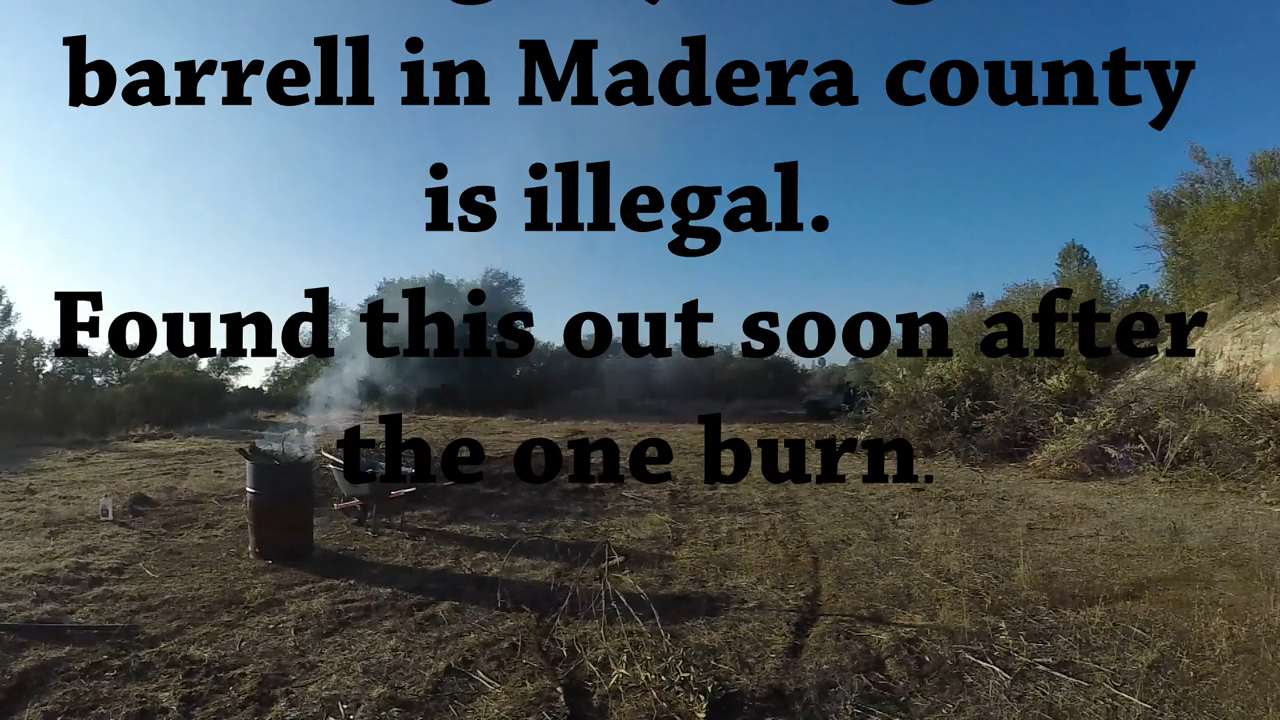 barrell in Madera county
is illegal.
Found this out soon after
the one burn.